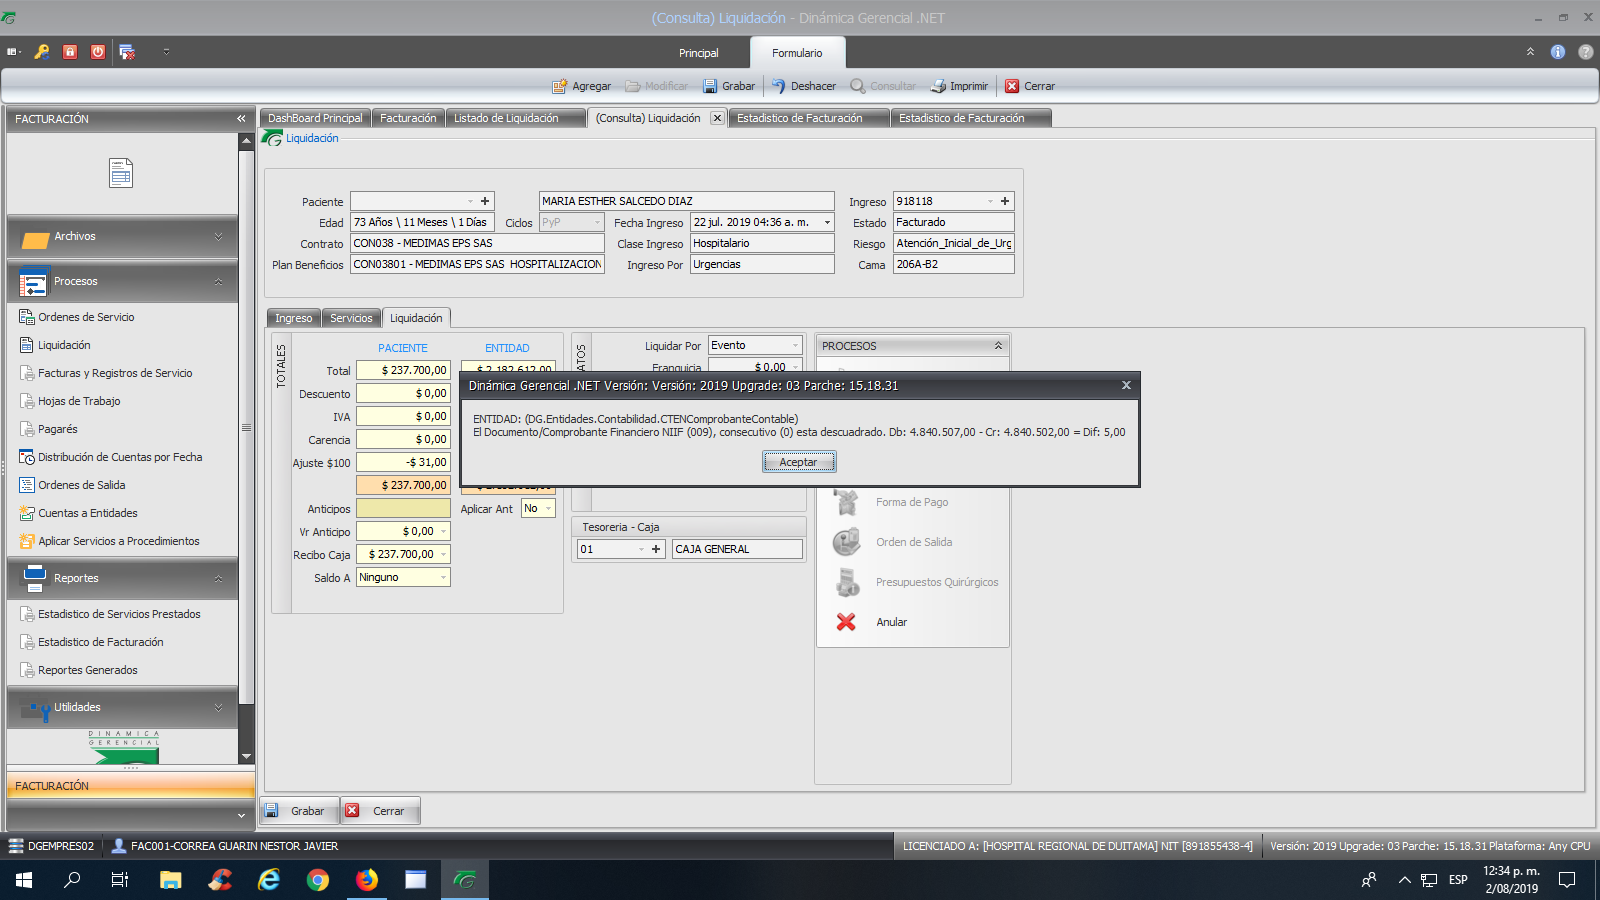 (Consulta) Liquidación - Dinámica Gerencial .NET
Principal
Formulario
Agregar
Modificar
Grabar
Deshacer
Consultar
Imprimir
Cerrar
FACTURACIÓN
DashBoard Principal
Facturación
Listado de Liquidación
(Consulta) Liquidación
Estadistico de Facturación
Estadistico de Facturación
Liquidación
Paciente
MARIA ESTHER SALCEDO DIAZ
Ingreso
918118
Edad
73 Años \ 11 Meses \ 1 Días
Ciclos
PyP
Fecha Ingreso
22 jul. 2019 04:36 a. m.
Estado
Facturado
Contrato
CON038 - MEDIMAS EPS SAS
Clase Ingreso
Hospitalario
Riesgo
Atención_Inicial_de_Urg
Plan Beneficios
CON03801 - MEDIMAS EPS SAS HOSPITALIZACION
Ingreso Por
Urgencias
Cama
206A-B2
Archivos
Procesos
Ordenes de Servicio
Liquidación
Facturas y Registros de Servicio
Hojas de Trabajo
Pagarés
Distribución de Cuentas por Fecha
Ordenes de Salida
Cuentas a Entidades
Aplicar Servicios a Procedimientos
Reportes
Estadistico de Servicios Prestados
Estadistico de Facturación
Reportes Generados
Utilidades
DINAMICA
GERENCIAL
FACTURACIÓN
Ingreso
Servicios
Liquidación
TOTALES
PACIENTE
ENTIDAD
Total
$ 237.700,00
$ 2.182.612,00
Descuento
$ 0,00
IVA
$ 0,00
Carencia
$ 0,00
Ajuste $100
-$ 31,00
$ 237.700,00
Anticipos
Aplicar Ant
No
Vr Anticipo
$ 0,00
Recibo Caja
$ 237.700,00
Saldo A
Ninguno
Liquidar Por
Evento
Franquicia
$ 0,00
Tesoreria - Caja
01
CAJA GENERAL
PROCESOS
Forma de Pago
Orden de Salida
Presupuestos Quirúrgicos
Anular
Dinámica Gerencial .NET Versión: Versión: 2019 Upgrade: 03 Parche: 15.18.31
ENTIDAD: (DG.Entidades.Contabilidad.CTENComprobanteContable)
El Documento/Comprobante Financiero NIIF (009), consecutivo (0) esta descuadrado. Db: 4.840.507,00 - Cr: 4.840.502,00 = Dif: 5,00
Aceptar
Grabar
Cerrar
DGEMPRES02
FAC001-CORREA GUARIN NESTOR JAVIER
LICENCIADO A: [HOSPITAL REGIONAL DE DUITAMA] NIT [891855438-4]
Versión: 2019 Upgrade: 03 Parche: 15.18.31 Plataforma: Any CPU
ESP
12:34 p. m.
2/08/2019